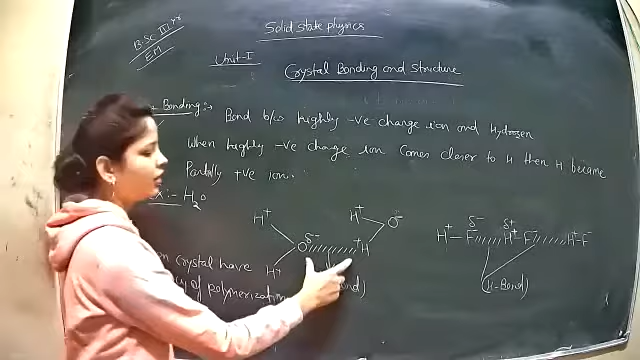 B.Sc III yr
EM
Solid state physics
Unit-I
Crystal Bonding and Structure
Bonding :-
Bond b/w highly -ve charge ion and Hydrogen
When highly -ve charge ion Comes closer to H then H became
Partially +ve ion.
:- H2O
H+ H+ O
O δ- +H
H+ - F δ- H+ δ+ F- H+ - F-
crystal have H+
of polymerization
(H-Bond)